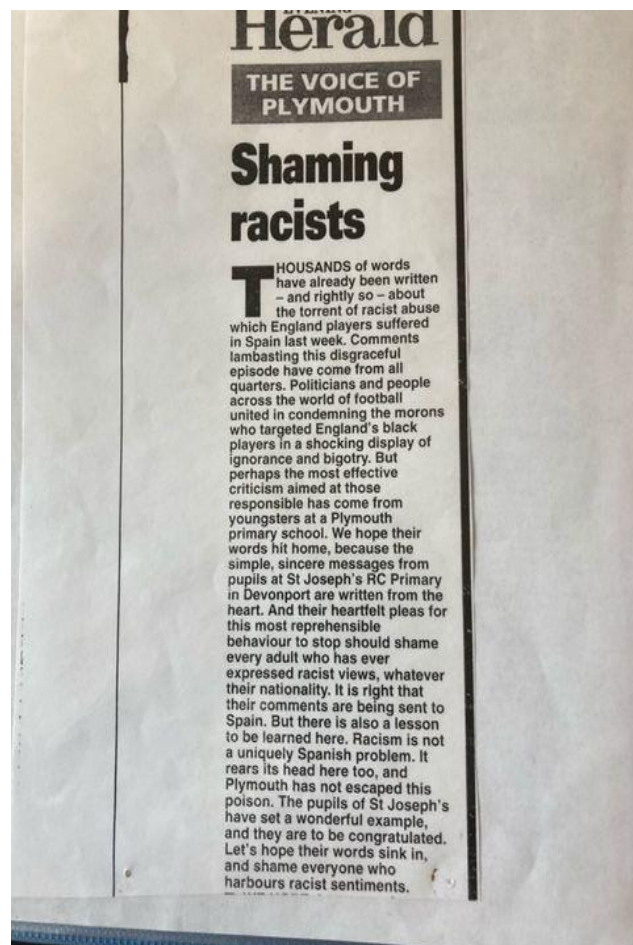 EVENING
Herald
THE VOICE OF
PLYMOUTH
Shaming
racists
THOUSANDS of words
have already been written
– and rightly so – about
the torrent of racist abuse
which England players suffered
in Spain last week. Comments
lambasting this disgraceful
episode have come from all
quarters. Politicians and people
across the world of football
united in condemning the morons
who targeted England's black
players in a shocking display of
ignorance and bigotry. But
perhaps the most effective
criticism aimed at those
responsible has come from
youngsters at a Plymouth
primary school. We hope their
words hit home, because the
simple, sincere messages from
pupils at St Joseph's RC Primary
in Devonport are written from the
heart. And their heartfelt pleas for
this most reprehensible
behaviour to stop should shame
every adult who has ever
expressed racist views, whatever
their nationality. It is right that
their comments are being sent to
Spain. But there is also a lesson
to be learned here. Racism is not
a uniquely Spanish problem. It
rears its head here too, and
Plymouth has not escaped this
poison. The pupils of St Joseph's
have set a wonderful example,
and they are to be congratulated.
Let's hope their words sink in,
and shame everyone who
harbours racist sentiments.